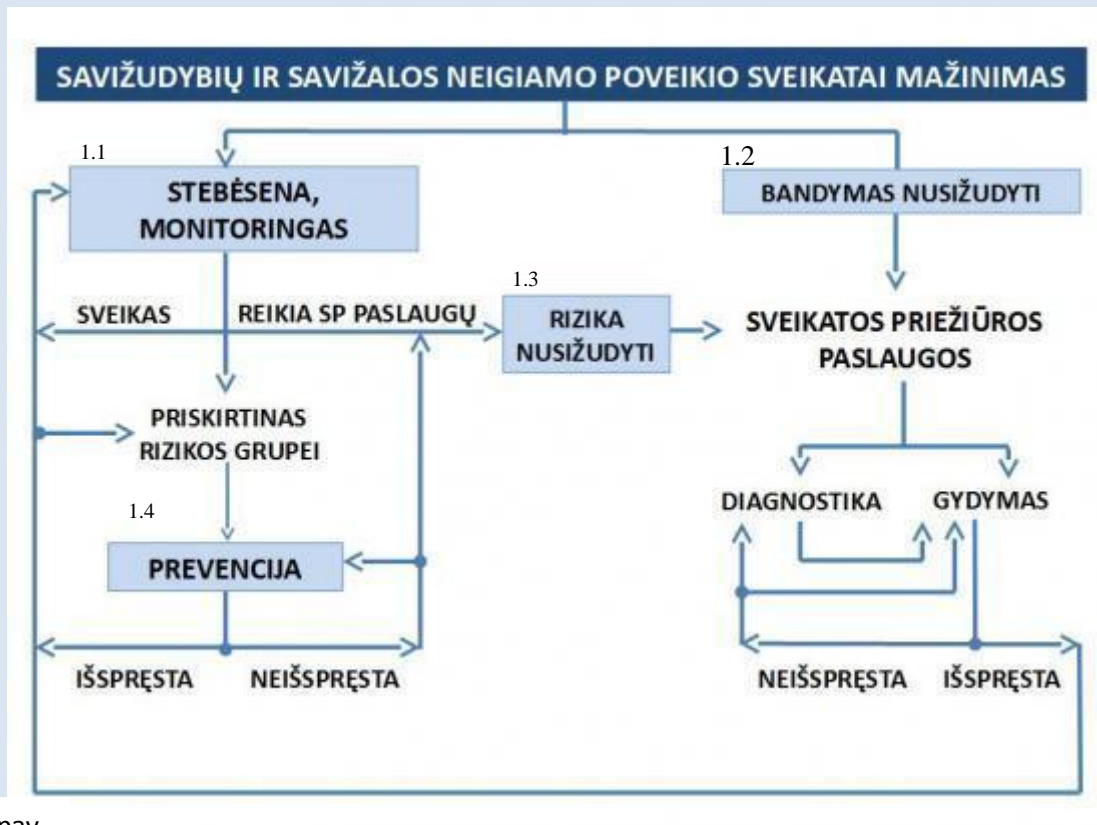 SAVIŽUDYBIŲ IR SAVIŽALOS NEIGIAMO POVEIKIO SVEIKATAI MAŽINIMAS
1.1
STEBĖSENA,
MONITORINGAS
1.2
BANDYMAS NUSIŽUDYTI
SVEIKAS
REIKIA SP PASLAUGŲ
1.3
RIZIKA
NUSIŽUDYTI
SVEIKATOS PRIEŽIŪROS
PASLAUGOS
PRISKIRTINAS
RIZIKOS GRUPEI
1.4
PREVENCIJA
DIAGNOSTIKA
GYDYMAS
IŠSPRĘSTA
NEIŠSPRĘSTA
NEIŠSPRĘSTA
IŠSPRĘSTA